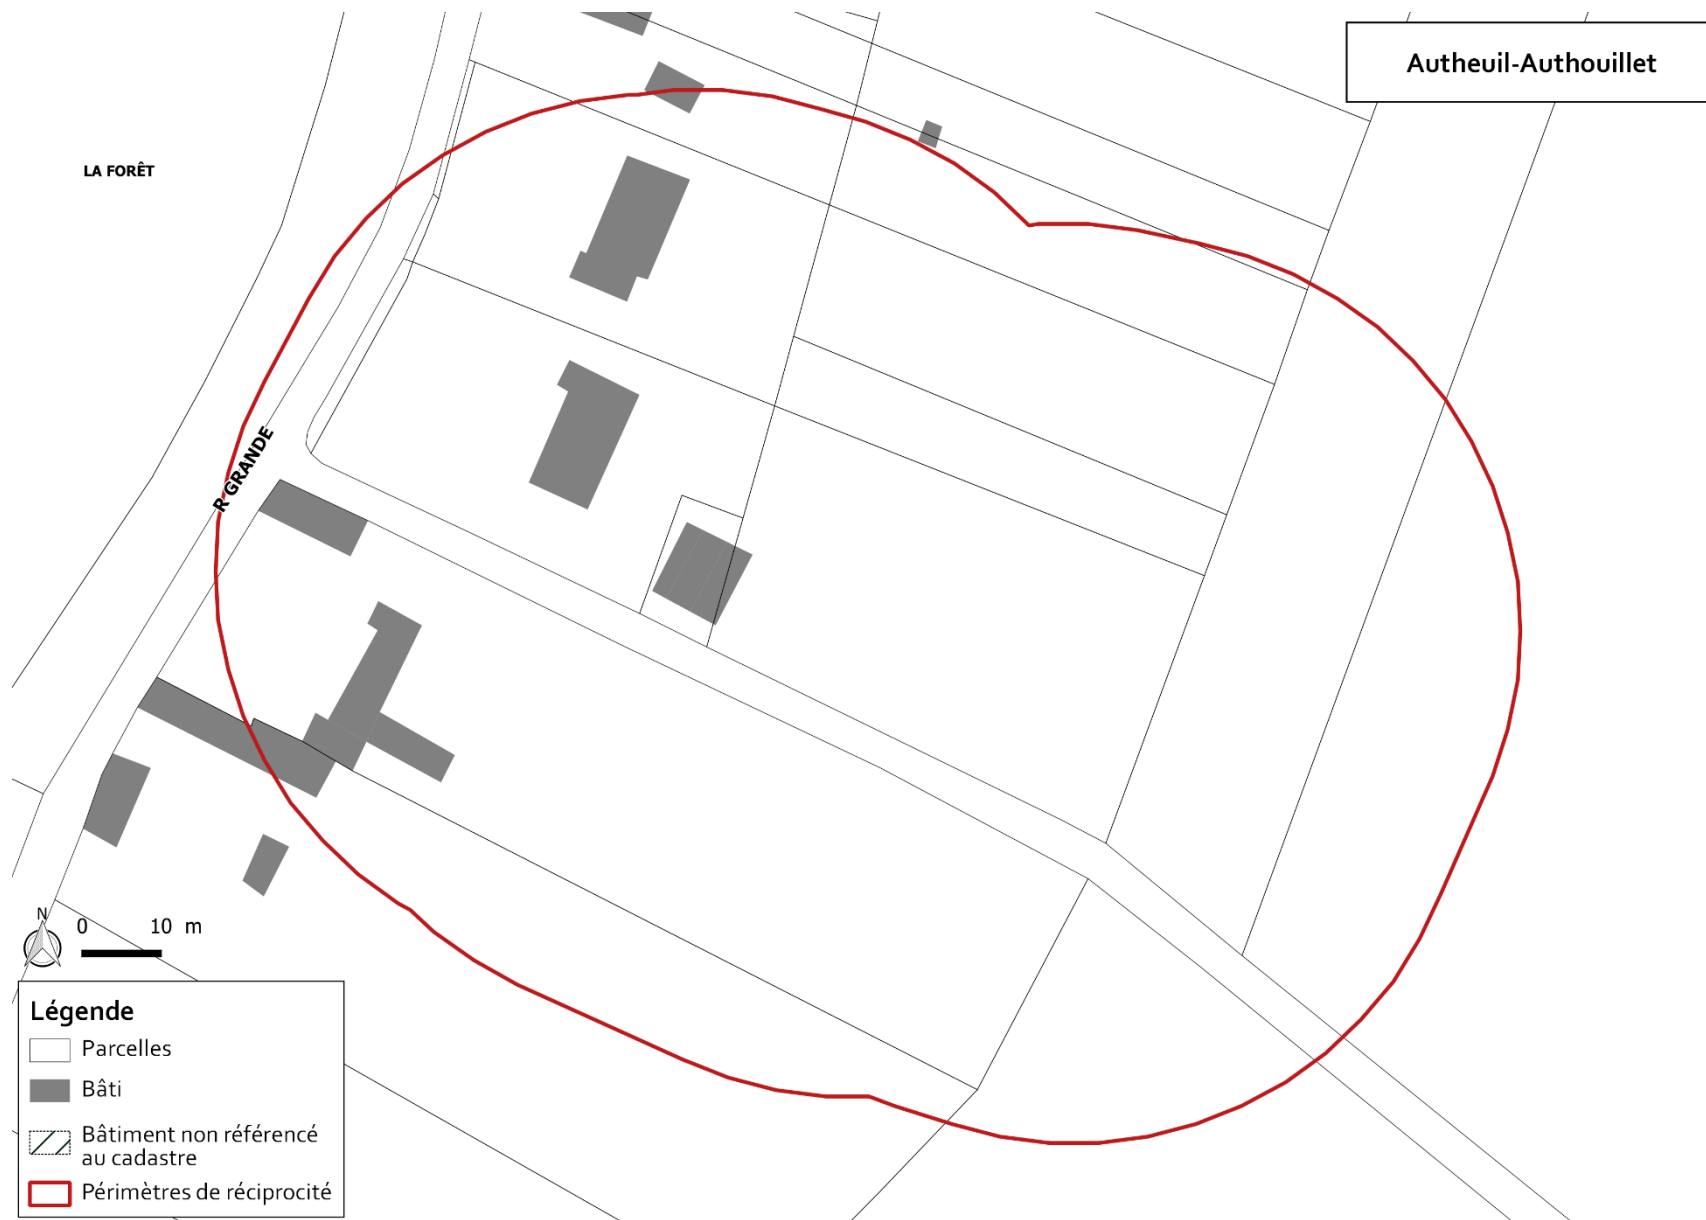 Autheuil-Authouillet
LA FORÊT
R GRANDE
N
0 10 m
Légende
Parcelles
Bâti
Bâtiment non référencé
au cadastre
Périmètres de réciprocité